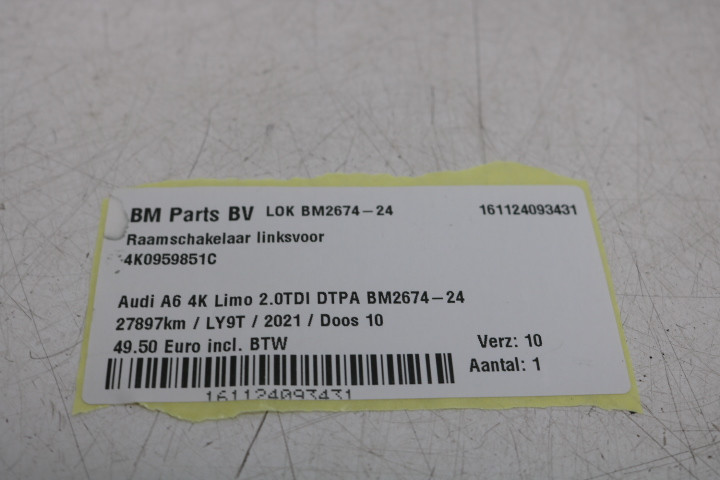 BM Parts BV LOK BM2674-24 161124093431
Raamschakelaar linksvoor
4K0959851C
Audi A6 4K Limo 2.0TDI DTPA BM2674-24
27897km / LY9T / 2021 / Doos 10
49.50 Euro incl. BTW Verz: 10
Aantal: 1
161124093431